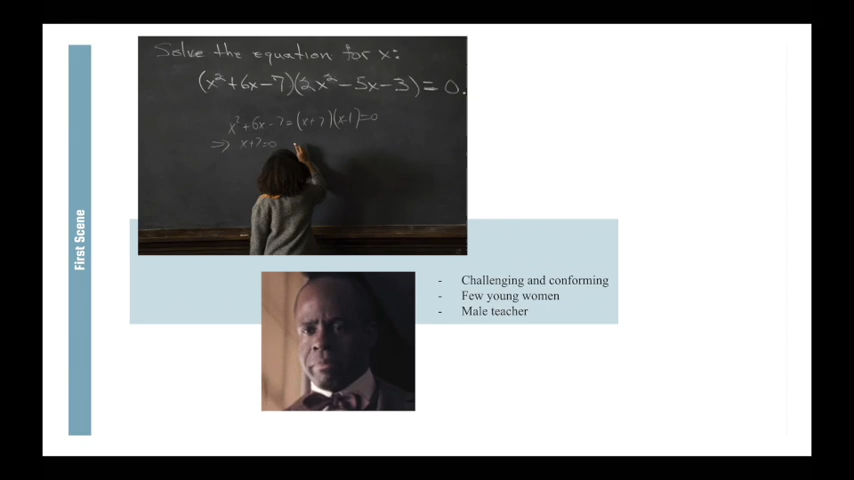 First Scene
Solve the equation for x:
(x²+6x-7)(2x²-5x-3)=0.
x²+6x-7=(x+7)(x-1)=0
⇒ x+7=0
- Challenging and conforming
- Few young women
- Male teacher